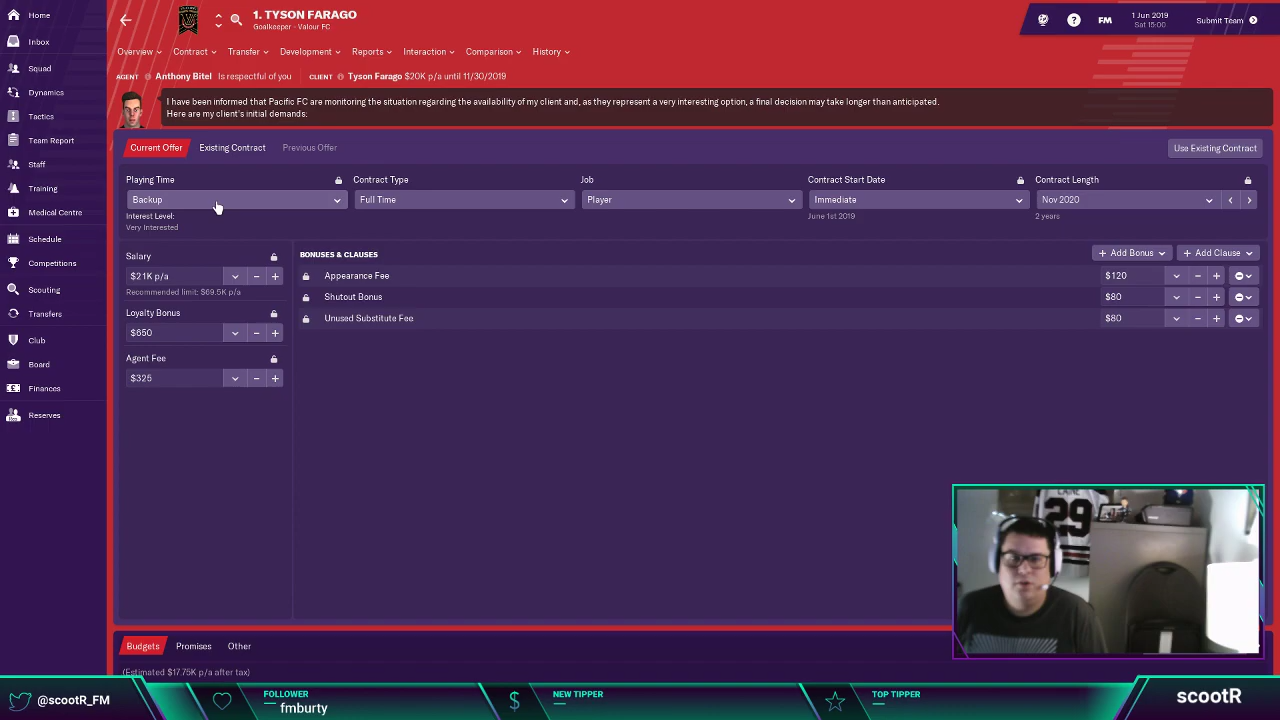 Home
Inbox
Squad
Dynamics
Tactics
Team Report
Staff
Training
Medical Centre
Schedule
Competitions
Scouting
Transfers
Club
Board
Finances
Reserves
1. TYSON FARAGO
Goalkeeper - Valour FC
FM
1 Jun 2019
Sat 15:00
Submit Team
Overview
Contract
Transfer
Development
Reports
Interaction
Comparison
History
AGENT Anthony Bitel Is respectful of you
CLIENT Tyson Farago $20K p/a until 11/30/2019
I have been informed that Pacific FC are monitoring the situation regarding the availability of my client and, as they represent a very interesting option, a final decision may take longer than anticipated.
Here are my client's initial demands:
Current Offer
Existing Contract
Previous Offer
Use Existing Contract
Playing Time
Backup
Interest Level:
Very Interested
Contract Type
Full Time
Job
Player
Contract Start Date
Immediate
June 1st 2019
Contract Length
Nov 2020
2 years
Salary
$21K p/a
Recommended limit: $69.5K p/a
Loyalty Bonus
$650
Agent Fee
$325
BONUSES & CLAUSES
Add Bonus
Add Clause
Appearance Fee
$120
Shutout Bonus
$80
Unused Substitute Fee
$80
29
Budgets
Promises
Other
(Estimated $17.75K p/a after tax)
@scootR_FM
FOLLOWER
fmburty
NEW TIPPER
TOP TIPPER
scootR